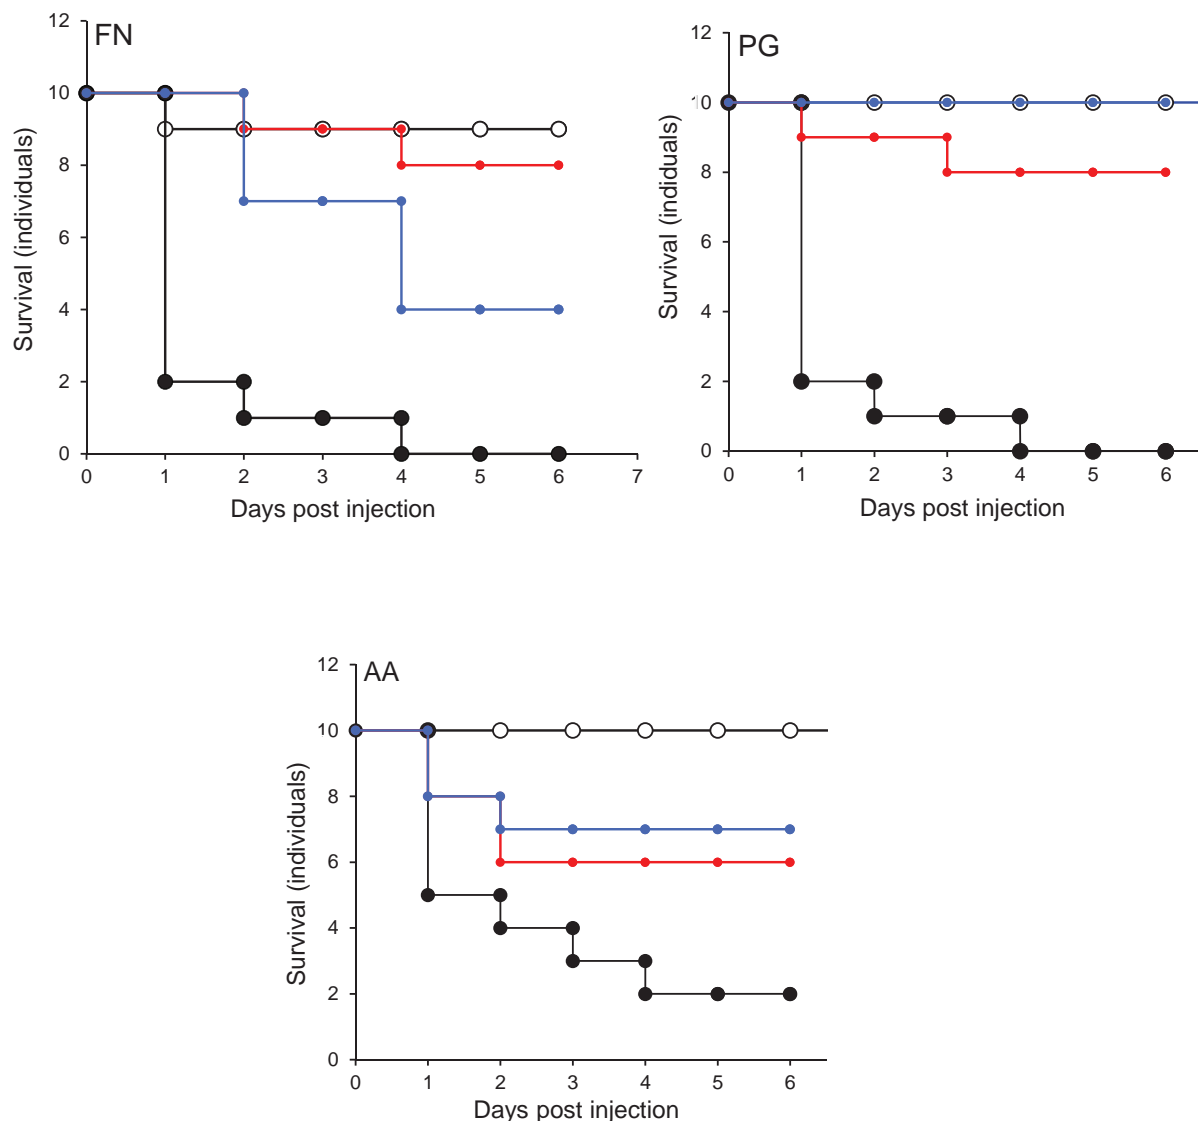 FN
12
10
8
6
4
2
0
Survival (individuals)
0 1 2 3 4 5 6 7
Days post injection
PG
12
10
8
6
4
2
0
Survival (indiduals)
0 1 2 3 4 5 6
Days post injection
AA
12
10
8
6
4
2
0
Survival (individuals)
0 1 2 3 4 5 6
Days post injection